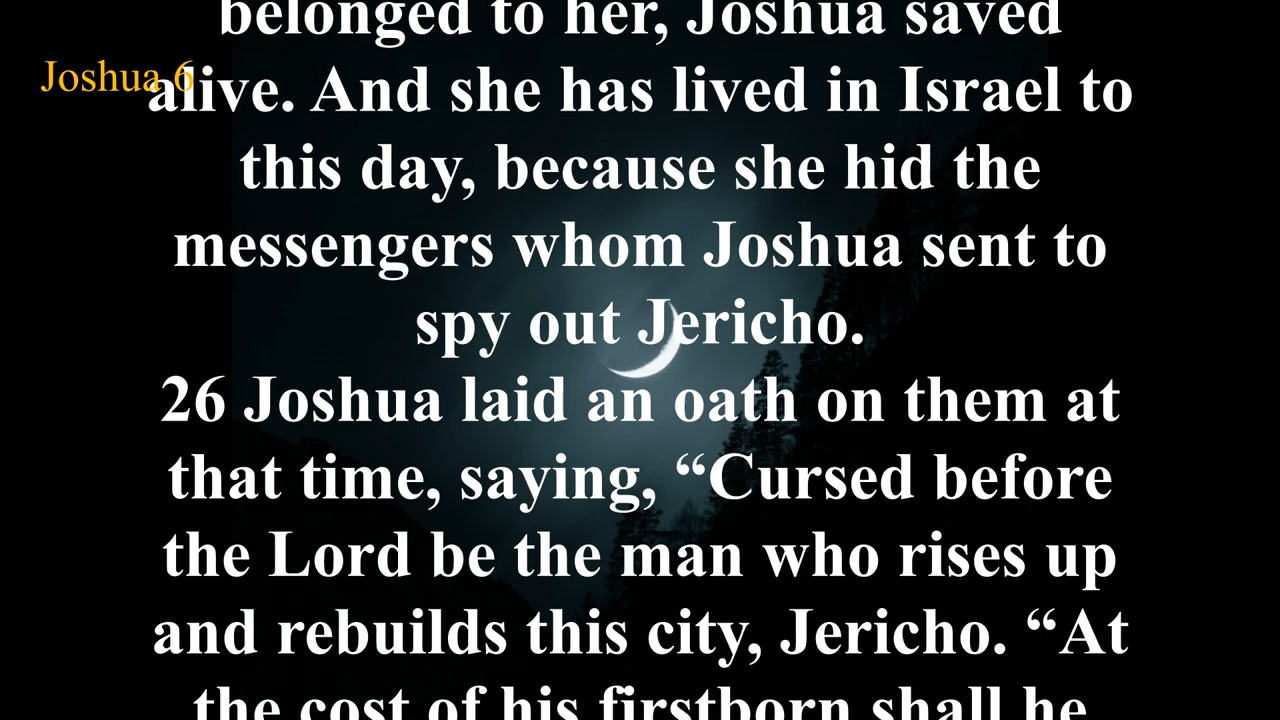 belonged to her, Joshua saved
Joshua 6
alive. And she has lived in Israel to
this day, because she hid the
messengers whom Joshua sent to
spy out Jericho.
26 Joshua laid an oath on them at
that time, saying, “Cursed before
the Lord be the man who rises up
and rebuilds this city, Jericho. “At
the cost of his firstborn shall he